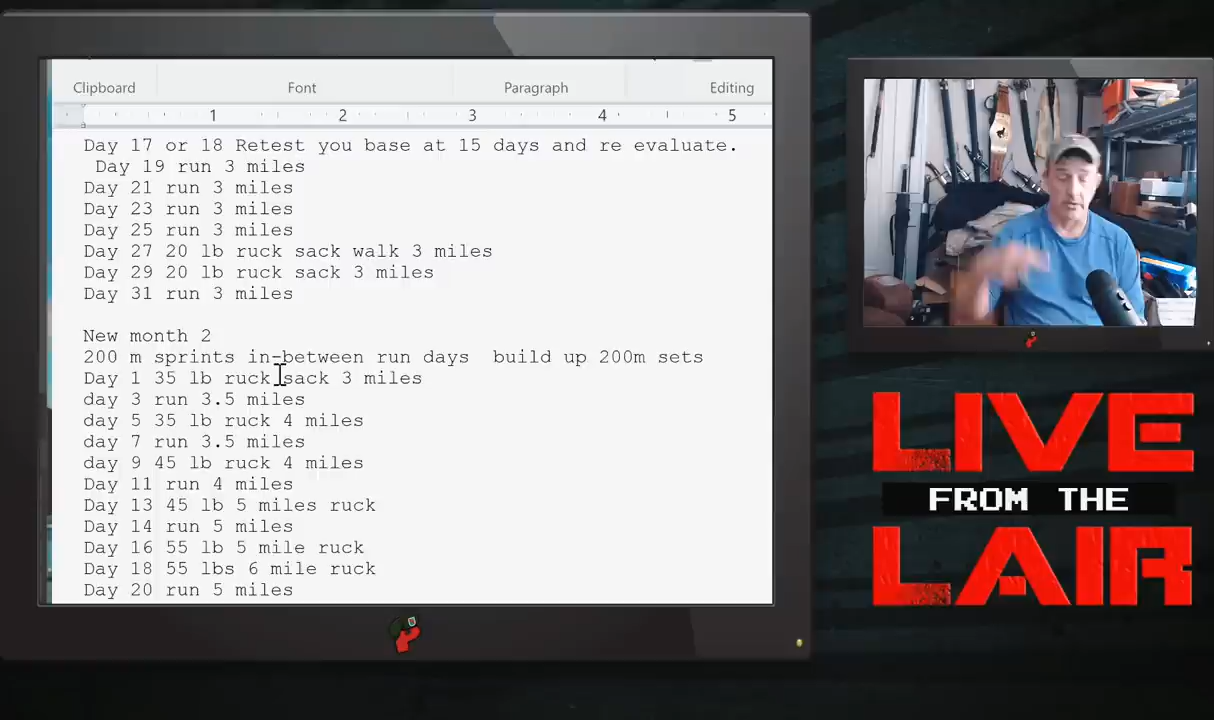 Clipboard
Font
Paragraph
Editing
1
2
3
4
5
Day 17 or 18 Retest you base at 15 days and re evaluate.
Day 19 run 3 miles
Day 21 run 3 miles
Day 23 run 3 miles
Day 25 run 3 miles
Day 27 20 lb ruck sack walk 3 miles
Day 29 20 lb ruck sack 3 miles
Day 31 run 3 miles
New month 2
200 m sprints in-between run days build up 200m sets
Day 1 35 lb ruck sack 3 miles
day 3 run 3.5 miles
day 5 35 lb ruck 4 miles
day 7 run 3.5 miles
day 9 45 lb ruck 4 miles
Day 11 run 4 miles
Day 13 45 lb 5 miles ruck
Day 14 run 5 miles
Day 16 55 lb 5 mile ruck
Day 18 55 lbs 6 mile ruck
Day 20 run 5 miles
LIVE
FROM THE
LAIR